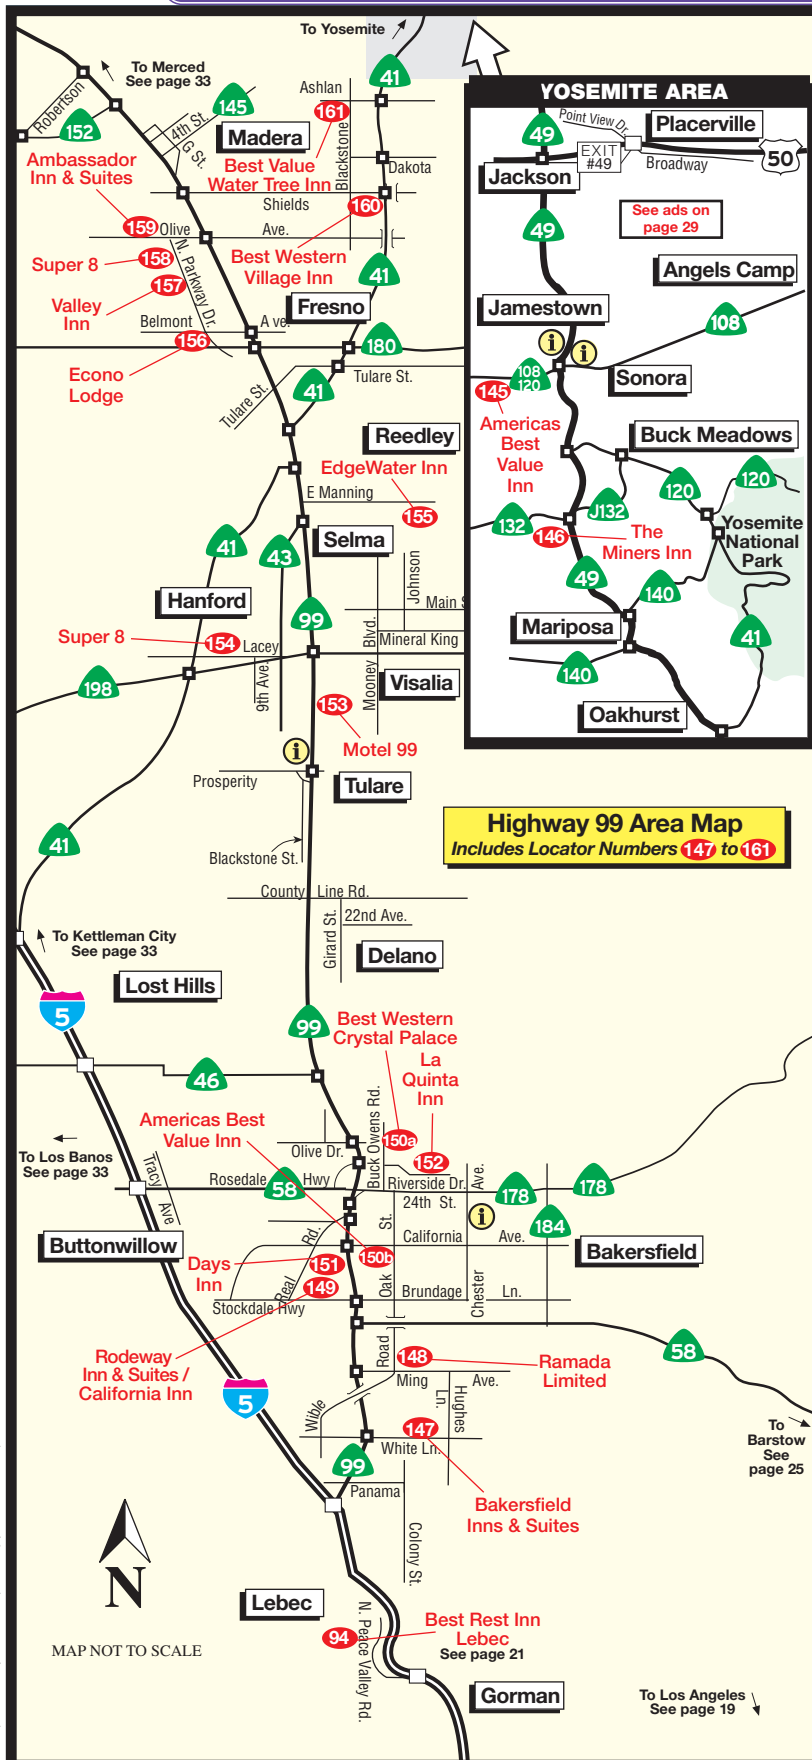 To Yosemite
To Merced
See page 33
41
Robertson
152
4th St.
145
G St.
Madera
Ashlan
161
Blackstone
Best Value
Water Tree Inn
Dakota
Ambassador
Inn & Suites
Shields
160
159
Olive Ave.
Best Western
Village Inn
Super 8
158
N. Parkway Dr.
41
Valley
Inn
157
Fresno
Belmont Ave.
156
180
Econo
Lodge
Tulare St.
Tulare St.
41
Reedley
EdgeWater Inn
E Manning
155
41
43
Selma
Johnson
Hanford
99
Main S
Blvd.
Mineral King
Super 8
154
Lacey
9th Ave.
198
Mooney
Visalia
153
Motel 99
i
Prosperity
Tulare
41
Blackstone St.
Highway 99 Area Map
Includes Locator Numbers 147 to 161
County Line Rd.
Girard St.
22nd Ave.
To Kettleman City
See page 33
Delano
Lost Hills
5
99
Best Western
Crystal Palace
La
Quinta
Inn
46
Buck Owens Rd.
Americas Best
Value Inn
150a
152
Olive Dr.
To Los Banos
See page 33
Tracy
Ave
Rosedale Hwy
58
Riverside Dr.
24th St.
Ave.
178
178
St.
i
184
Buttonwillow
Rd.
California Ave.
Bakersfield
Days
Inn
151
150b
149
Real
Oak
Stockdale Hwy
Brundage Ln.
Chester
Rodeway
Inn & Suites /
California Inn
Road
148
Ramada
Limited
58
5
Ming Ave.
Wible
Hughes
Ln.
147
White Ln.
To
Barstow
See
page 25
99
Panama
Bakersfield
Inns & Suites
Colony St.
N
Lebec
MAP NOT TO SCALE
94
N. Peace Valley Rd.
Best Rest Inn
Lebec
See page 21
Gorman
To Los Angeles
See page 19
YOSEMITE AREA
49
Point View Dr.
Placerville
EXIT
#49
Broadway
50
Jackson
49
See ads on
page 29
Angels Camp
Jamestown
108
i
i
108
120
Sonora
145
Americas
Best
Value
Inn
Buck Meadows
120
120
132
J132
146
The
Miners Inn
Yosemite
National
Park
49
140
Mariposa
41
140
Oakhurst